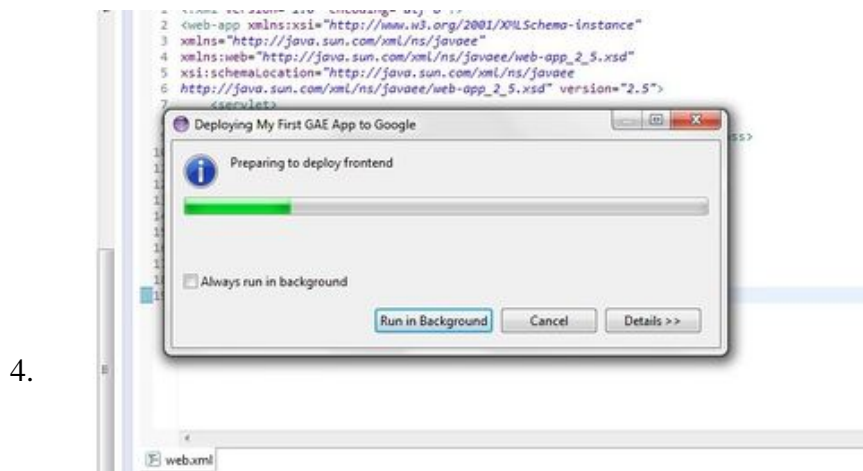 2 <web-app xmlns:xsi="http://www.w3.org/2001/XMLSchema-instance"
3 xmlns="http://java.sun.com/xml/ns/javaee"
4 xmlns:web="http://java.sun.com/xml/ns/javaee/web-app_2_5.xsd"
5 xsi:schemaLocation="http://java.sun.com/xml/ns/javaee
6 http://java.sun.com/xml/ns/javaee/web-app_2_5.xsd" version="2.5">
7 <servlet>
Deploying My First GAE App to Google
ss>
Preparing to deploy frontend
Always run in background
Run in Background Cancel Details >>
4.
web.xml